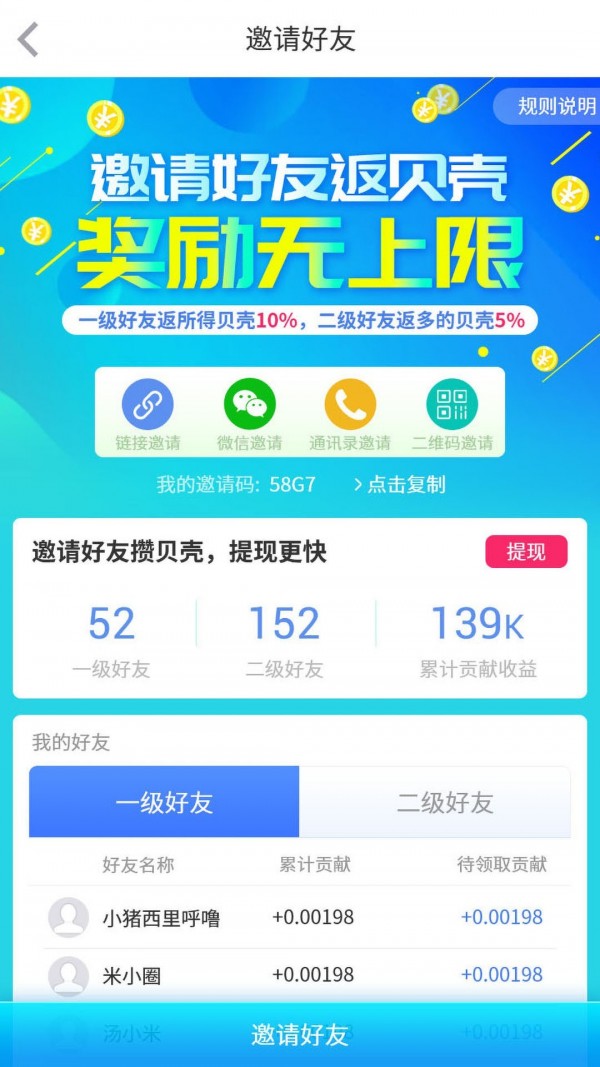 邀请好友
规则说明
邀请好友返贝壳
奖励无上限
一级好友返所得贝壳10%，二级好友返多的贝壳5%
链接邀请 微信邀请 通讯录邀请 二维码邀请
我的邀请码: 58G7 点击复制
邀请好友攒贝壳，提现更快 提现
52 152 139K
一级好友 二级好友 累计贡献收益
我的好友
一级好友 二级好友
好友名称 累计贡献 待领取贡献
小猪西里呼噜 +0.00198 +0.00198
米小圈 +0.00198 +0.00198
汤小米
邀请好友